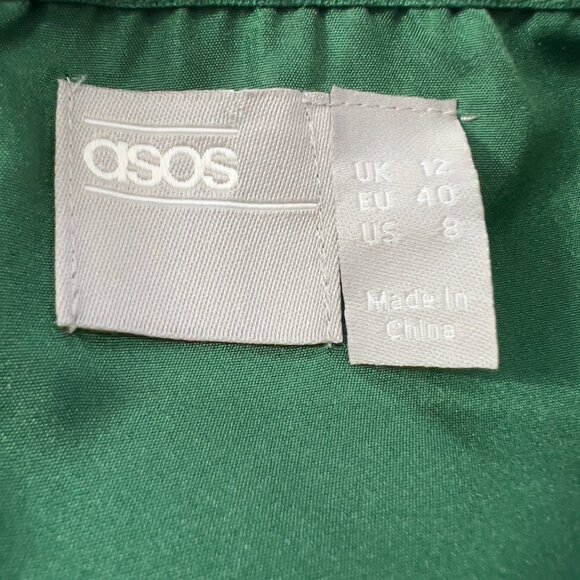 asos
UK 12
EU 40
US 8
Made In
China